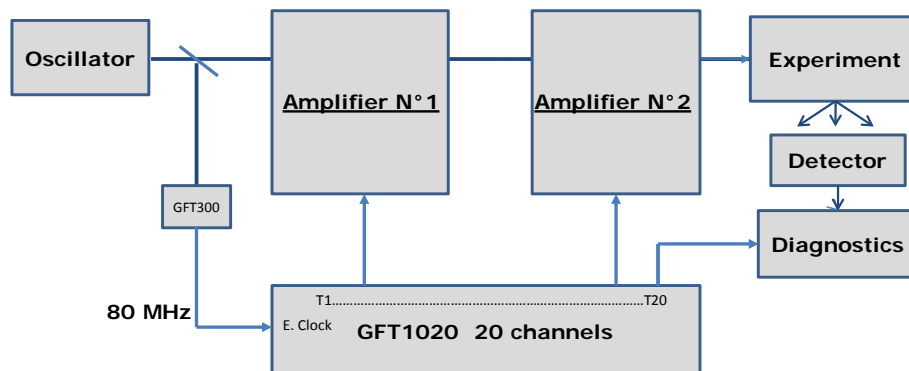 Oscillator
Amplifier N°1
Amplifier N°2
Experiment
Detector
GFT300
Diagnostics
80 MHz
T1.......................................................................................T20
E. Clock
GFT1020 20 channels